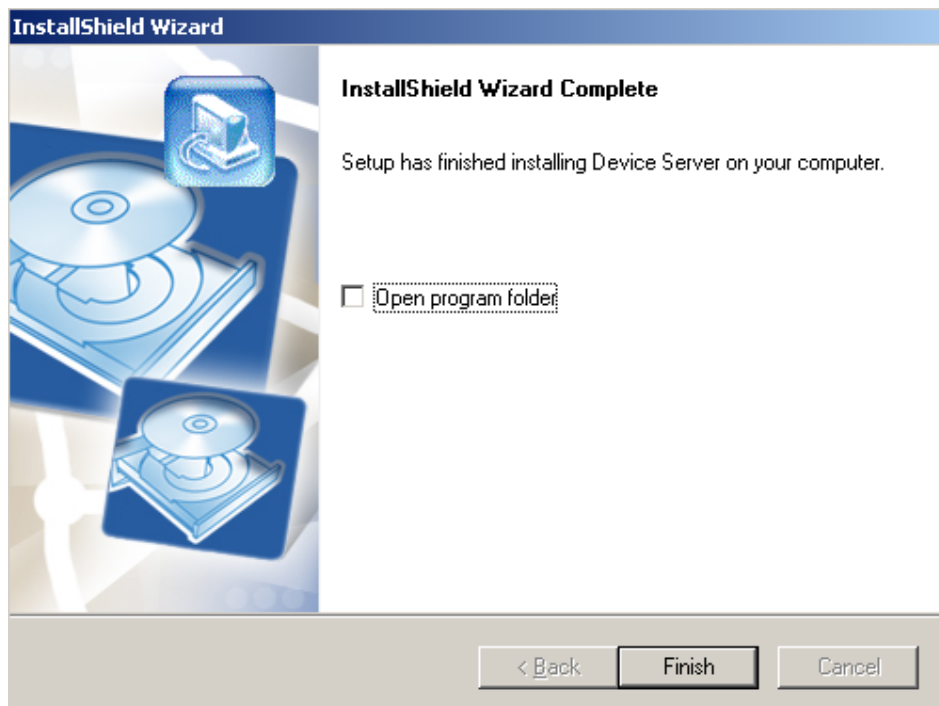 InstallShield Wizard
InstallShield Wizard Complete
Setup has finished installing Device Server on your computer.
Open program folder
< Back
Finish
Cancel